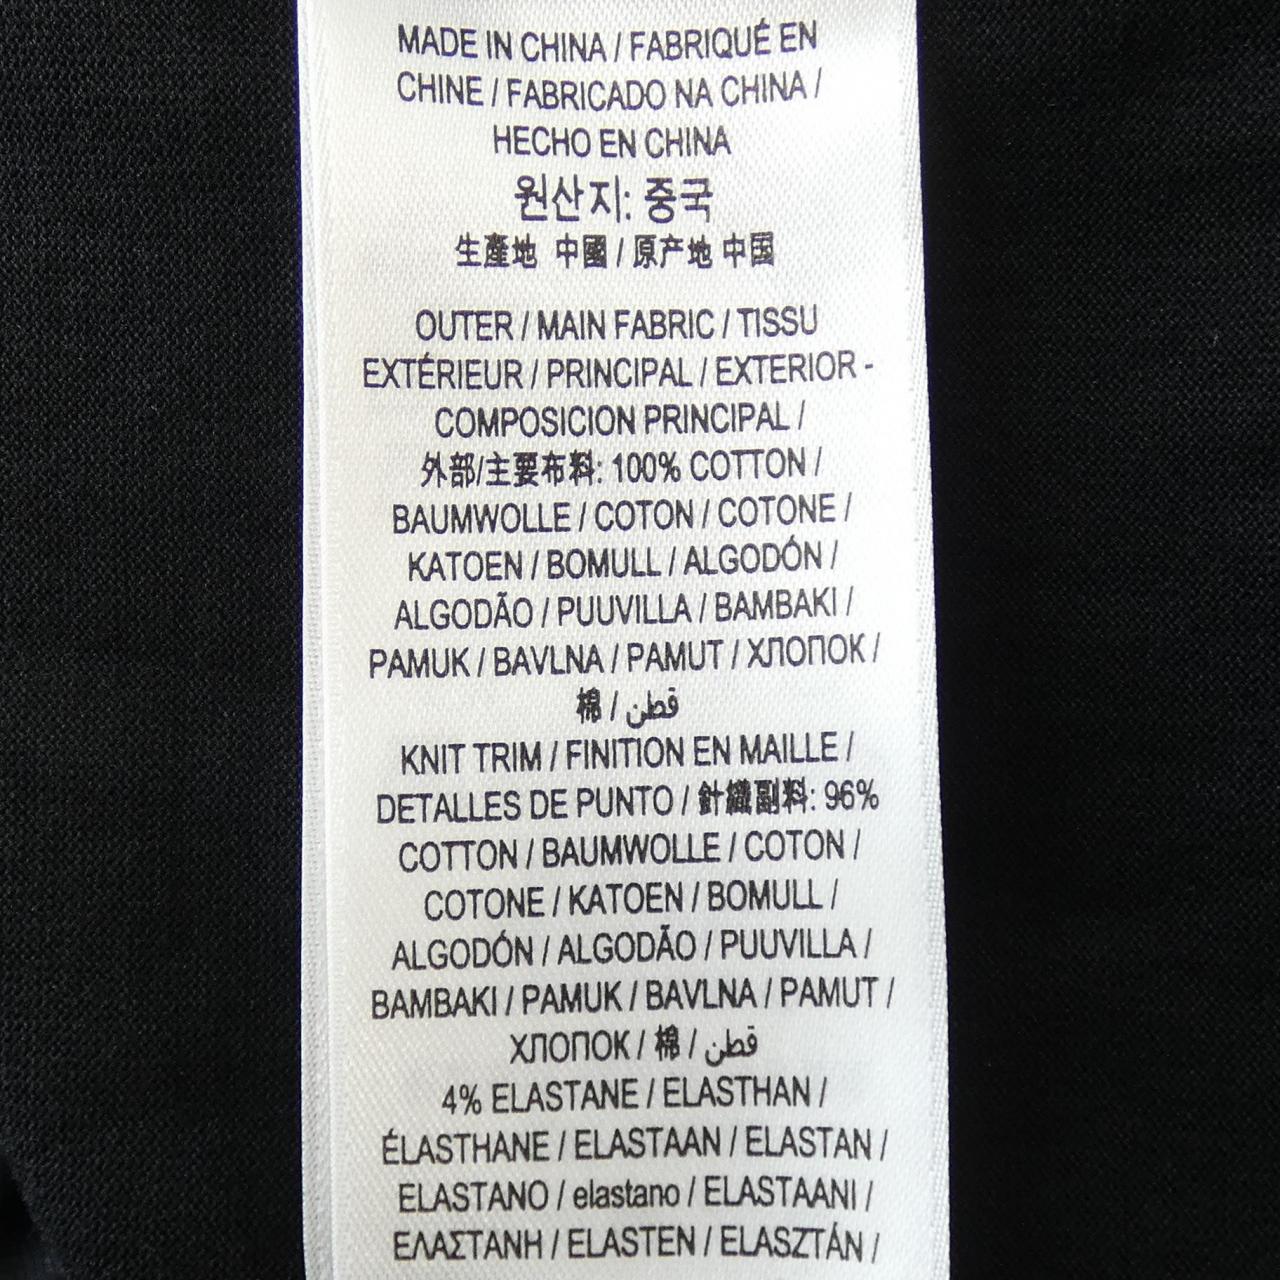 MADE IN CHINA / FABRIQUÉ EN
CHINE / FABRICADO NA CHINA /
HECHO EN CHINA
원산지: 중국
生產地 中國 / 原产地 中国
OUTER / MAIN FABRIC / TISSU
EXTÉRIEUR / PRINCIPAL / EXTERIOR -
COMPOSICION PRINCIPAL /
外部/主要布料: 100% COTTON /
BAUMWOLLE / COTON / COTONE /
KATOEN / BOMULL / ALGODÓN /
ALGODÃO / PUUVILLA / BAMBAKI /
PAMUK / BAVLNA / PAMUT / ХЛОПОК /
棉 / قطن
KNIT TRIM / FINITION EN MAILLE /
DETALLES DE PUNTO / 針織副料: 96%
COTTON / BAUMWOLLE / COTON /
COTONE / KATOEN / BOMULL /
ALGODÓN / ALGODÃO / PUUVILLA /
BAMBAKI / PAMUK / BAVLNA / PAMUT /
ХЛОПОК / 棉 / قطن
4% ELASTANE / ELASTHAN /
ÉLASTHANE / ELASTAAN / ELASTAN /
ELASTANO / elastano / ELASTAANI /
ΕΛΑΣΤΑΝΗ / ELASTEN / ELASZTÁN /